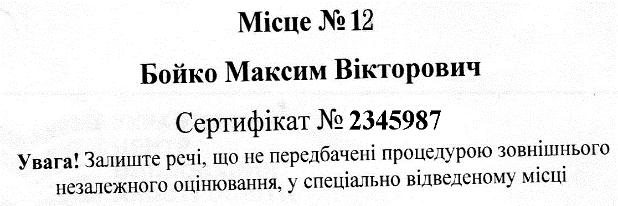 Місце № 12
Бойко Максим Вікторович
Сертифікат № 2345987
Увага! Залиште речі, що не передбачені процедурою зовнішнього
незалежного оцінювання, у спеціально відведеному місці